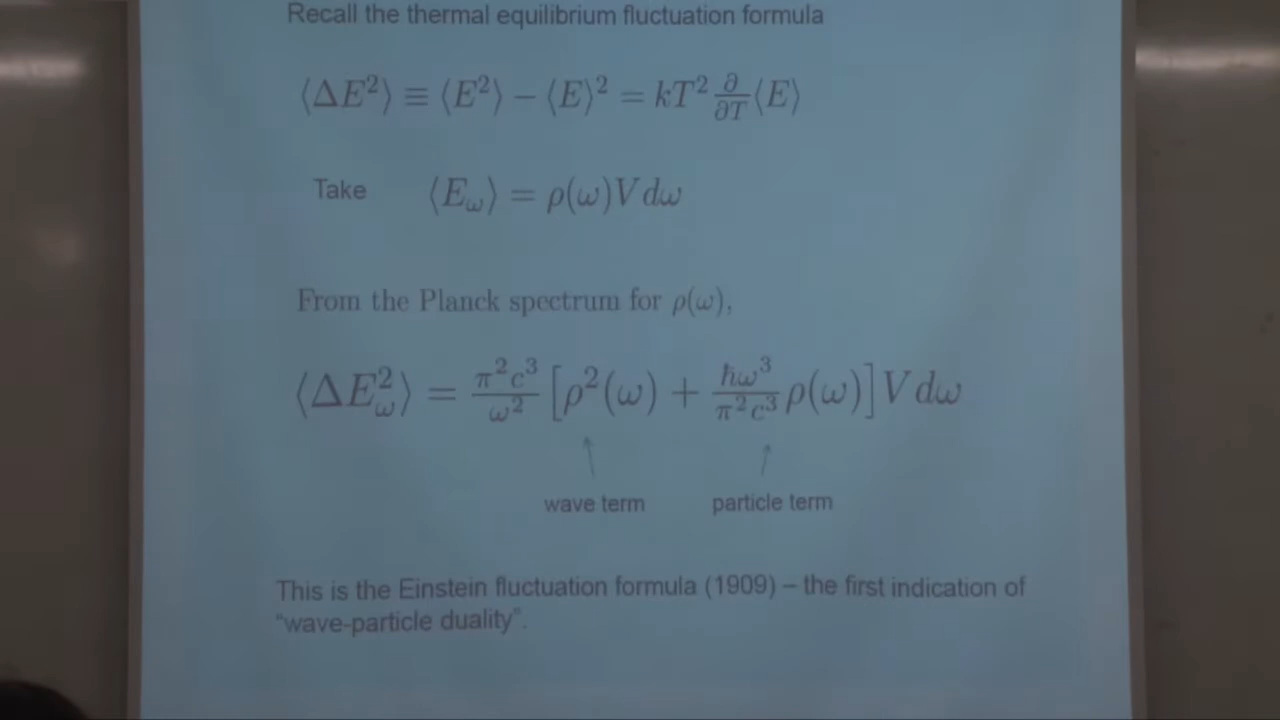 Recall the thermal equilibrium fluctuation formula
⟨ΔE²⟩ ≡ ⟨E²⟩ − ⟨E⟩² = kT² ∂/∂T ⟨E⟩
Take ⟨E_ω⟩ = ρ(ω)V dω
From the Planck spectrum for ρ(ω),
⟨ΔE_ω²⟩ = π²c³/ω² [ρ²(ω) + ħω³/π²c³ ρ(ω)] V dω
wave term particle term
This is the Einstein fluctuation formula (1909) – the first indication of
“wave-particle duality”.